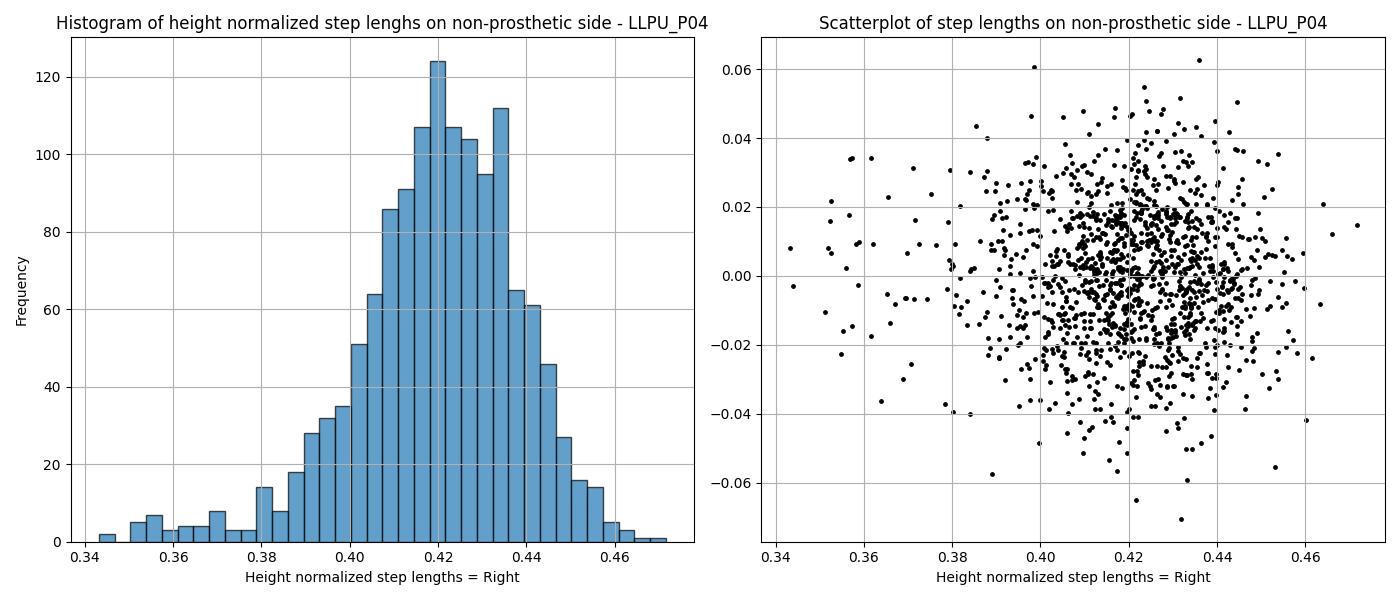 Histogram of height normalized step lenghs on non-prosthetic side - LLPU_P04
120
100
80
60
40
20
0
Frequency
0.34 0.36 0.38 0.40 0.42 0.44 0.46
Height normalized step lengths = Right
Scatterplot of step lengths on non-prosthetic side - LLPU_P04
0.06
0.04
0.02
0.00
−0.02
−0.04
−0.06
0.34 0.36 0.38 0.40 0.42 0.44 0.46
Height normalized step lengths = Right